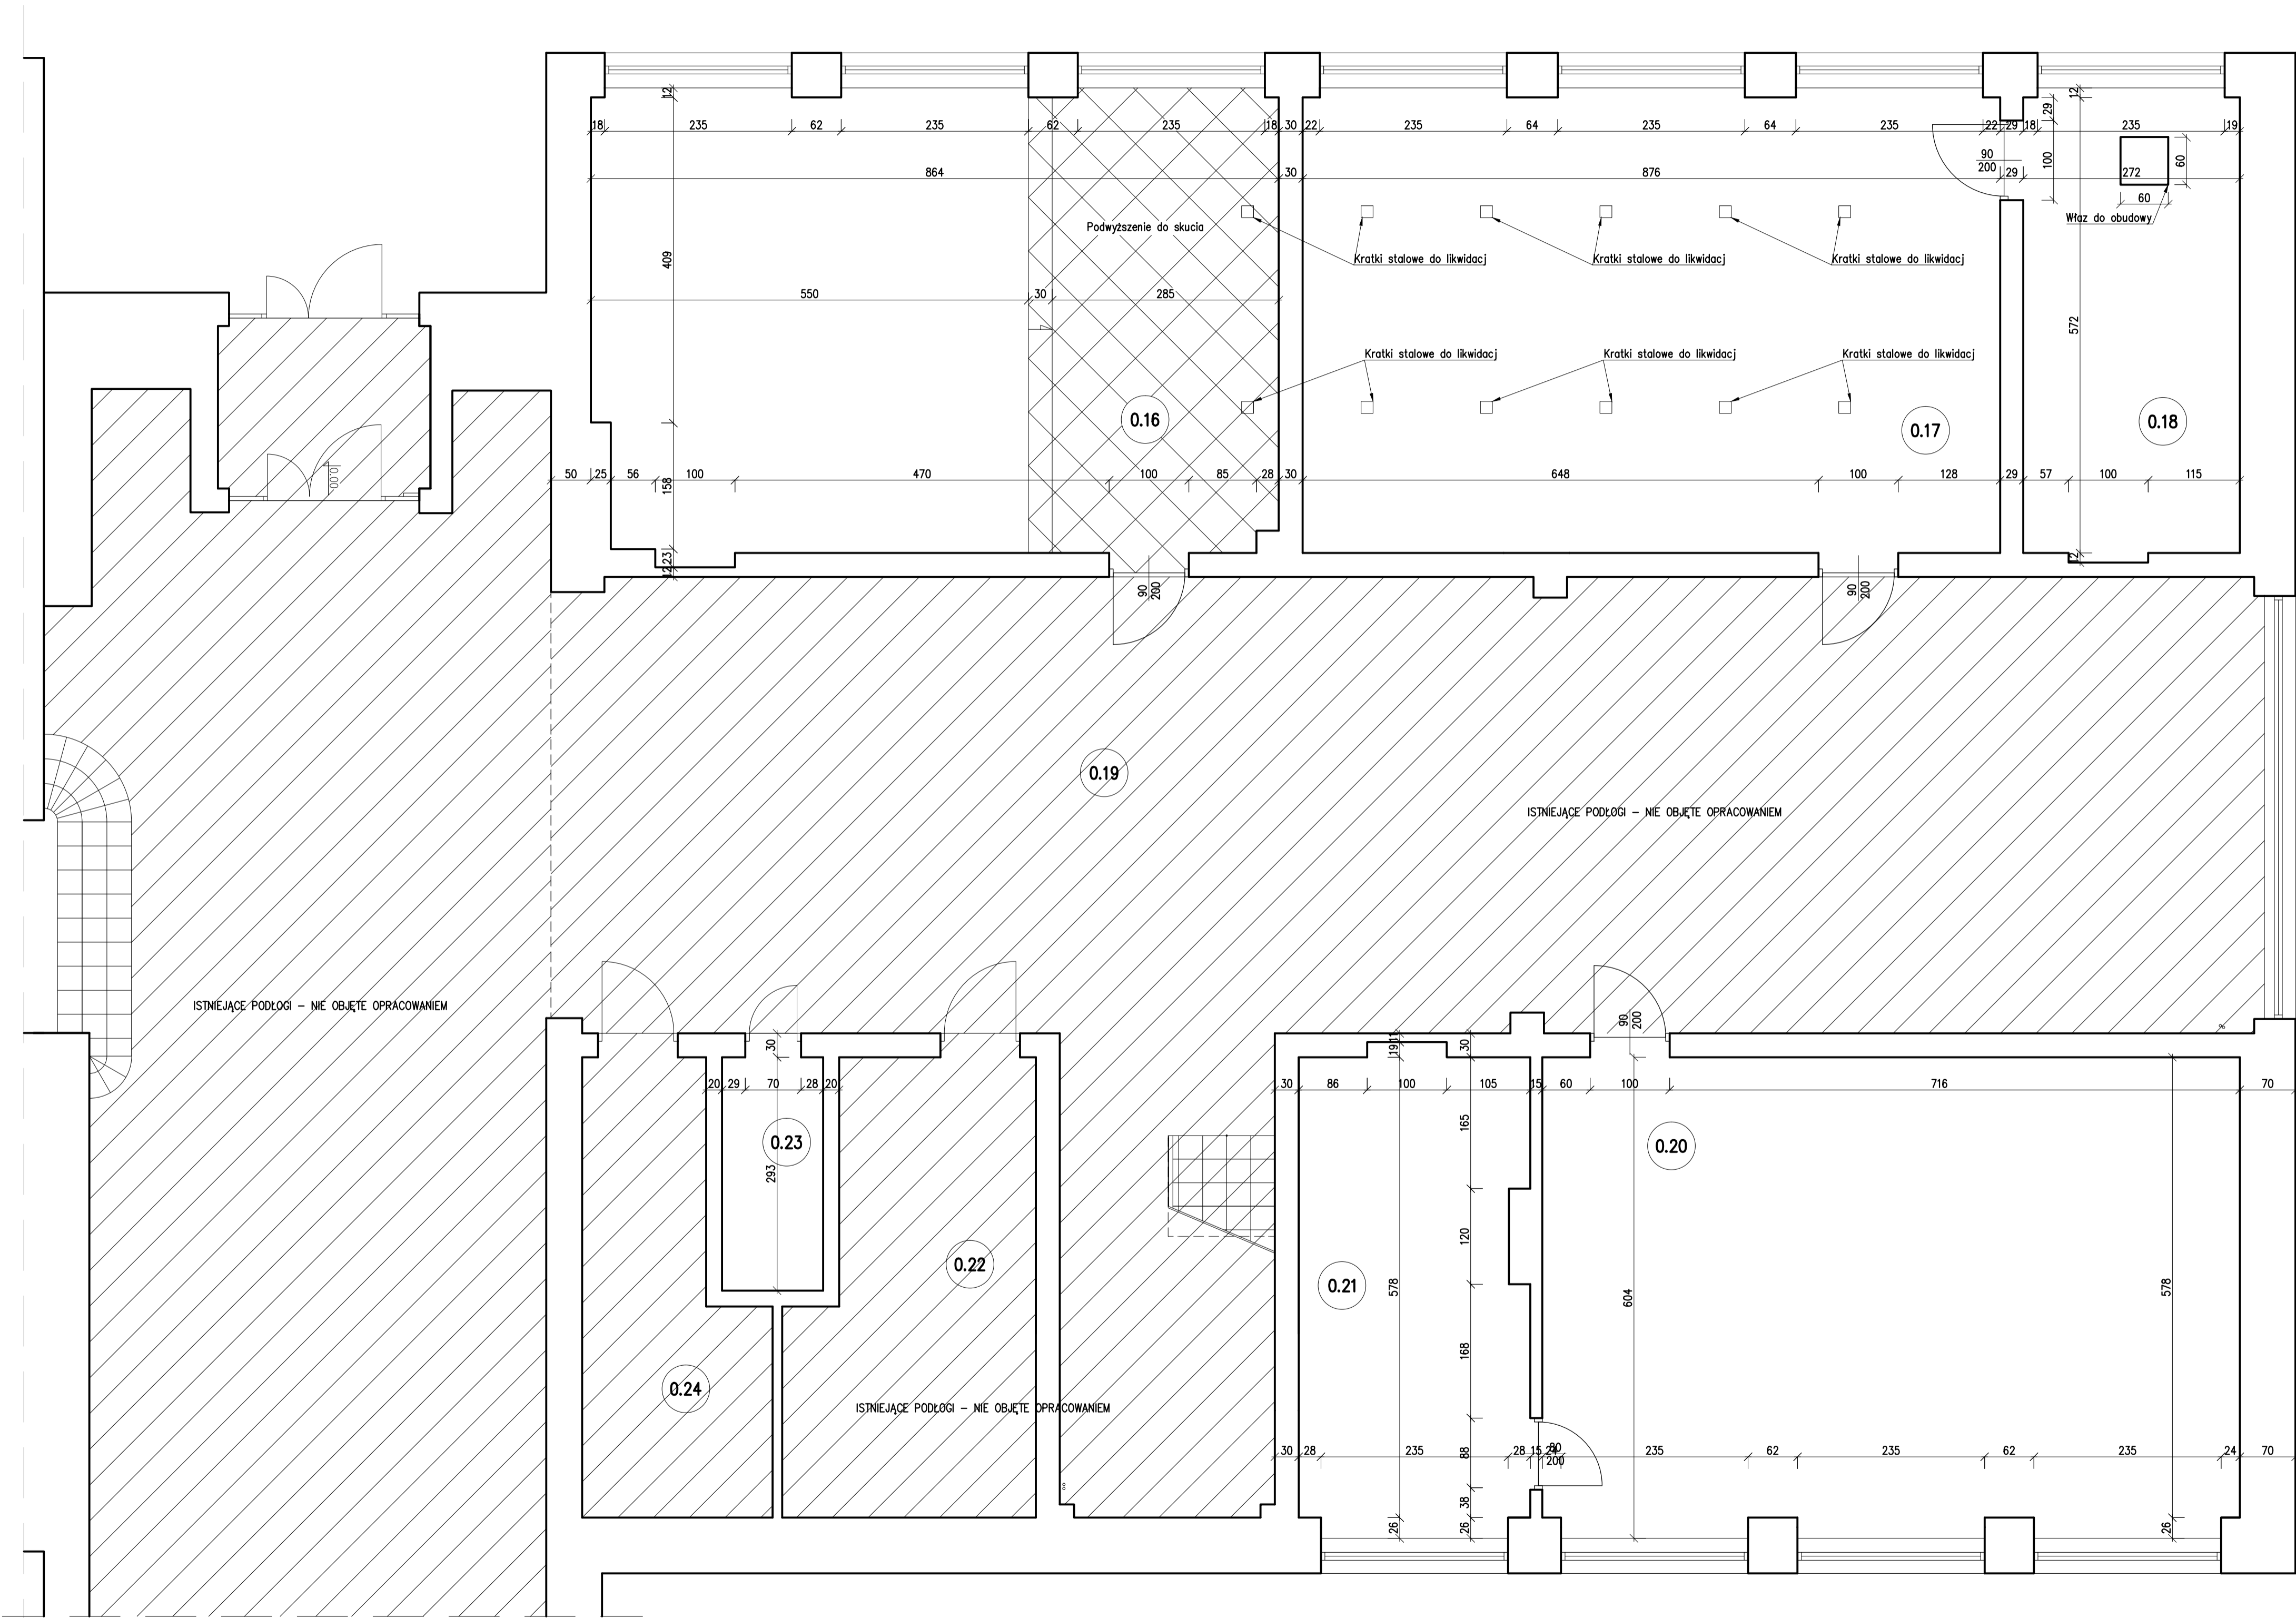 12
18 235 62 235 62 235 18 30 22 235 64 235 64 235 22 29 18 235 19
29
12
864 30 876 29 272
90
200
100
60
60
Właz do obudowy
Podwyższenie do skucia
Kratki stalowe do likwidacj
Kratki stalowe do likwidacj
Kratki stalowe do likwidacj
409
550 30 285
572
Kratki stalowe do likwidacj
Kratki stalowe do likwidacj
Kratki stalowe do likwidacj
0.16
0.17
0.18
50 25 56 100 470 100 85 28 30 648 100 128 29 57 100 115
158
23
12
12
90
200
90
200
0.19
ISTNIEJĄCE PODŁOGI – NIE OBJĘTE OPRACOWANIEM
ISTNIEJĄCE PODŁOGI – NIE OBJĘTE OPRACOWANIEM
90
200
30
11
19
30
20 29 70 28 20
30 86 100 105 15 60 100 716 70
0.23
293
165
0.20
120
0.22
0.21
578
604
578
168
0.24
ISTNIEJĄCE PODŁOGI – NIE OBJĘTE OPRACOWANIEM
30 28 235 28 15 24 235 62 235 62 235 24 70
80
200
88
38
26
26
26